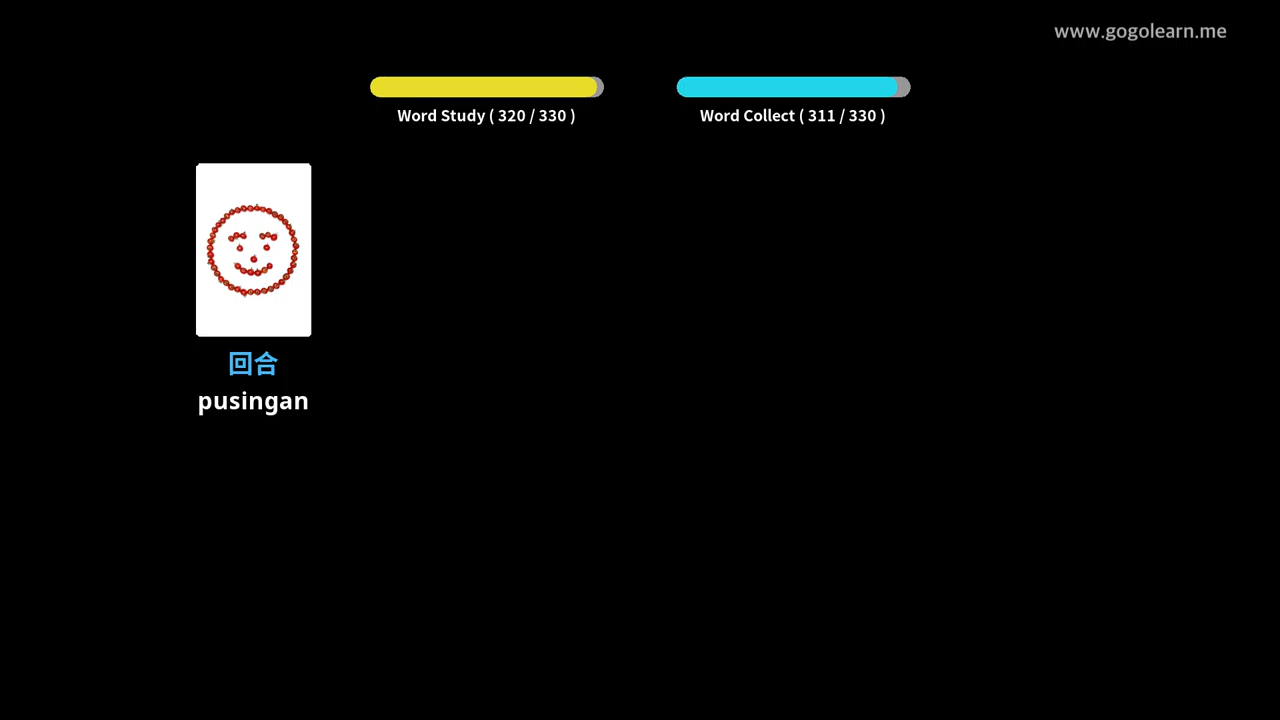 www.gogolearn.me
Word Study ( 320 / 330 )
Word Collect ( 311 / 330 )
回合
pusingan